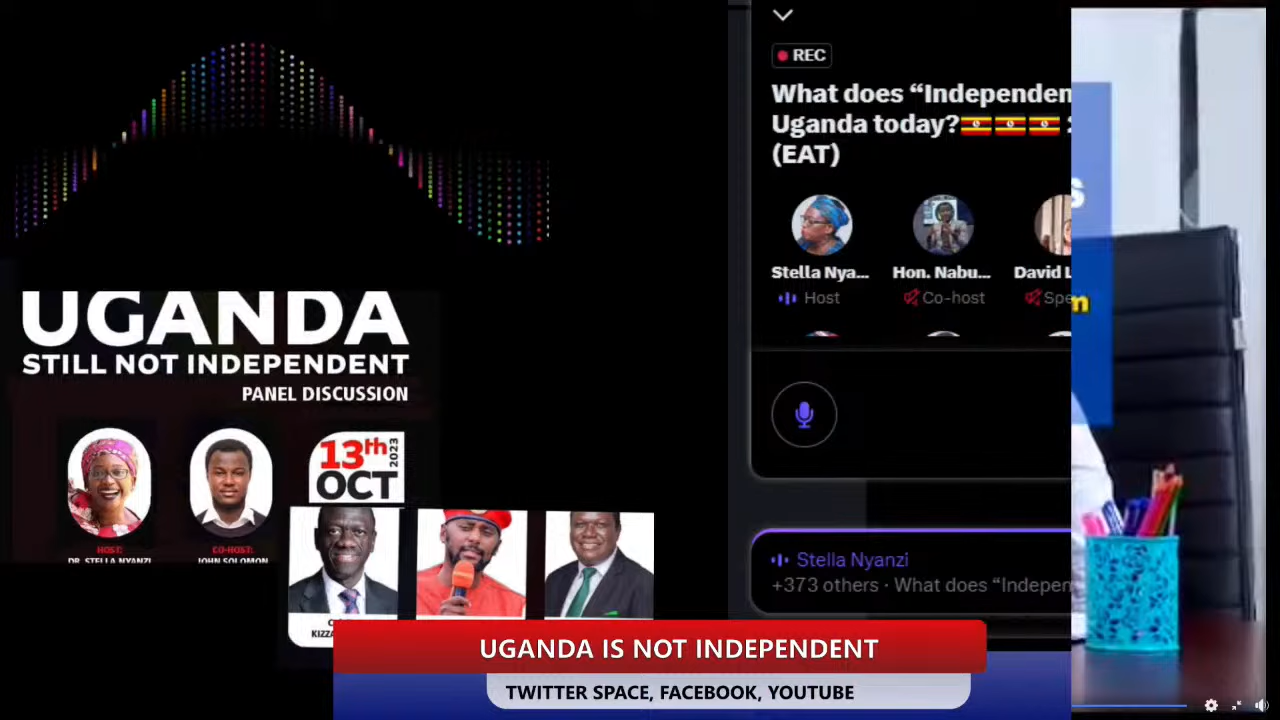 REC
What does “Independen
Uganda today?
(EAT)
Stella Nya...
Hon. Nabu...
David L
Host
Co-host
Spe
UGANDA
STILL NOT INDEPENDENT
PANEL DISCUSSION
13th
OCT
2023
HOST:
DR. STELLA NYANZI
CO-HOST:
JOHN SOLOMON
KIZZA
Stella Nyanzi
+373 others · What does “Indepen
UGANDA IS NOT INDEPENDENT
TWITTER SPACE, FACEBOOK, YOUTUBE